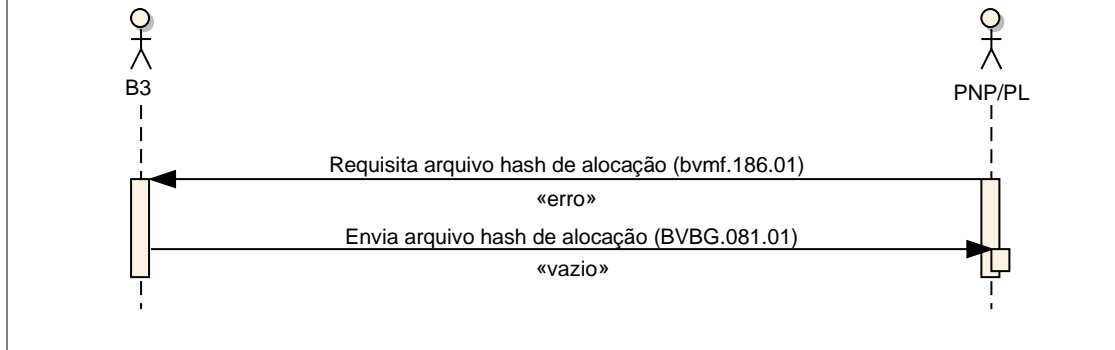 B3
PNP/PL
Requisita arquivo hash de alocação (bvmf.186.01)
«erro»
Envia arquivo hash de alocação (BVBG.081.01)
«vazio»